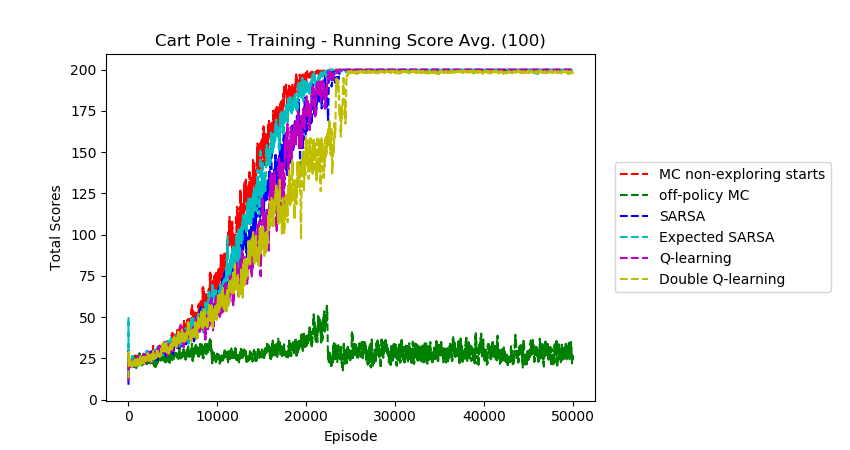 Cart Pole - Training - Running Score Avg. (100)
Total Scores
200
175
150
125
100
75
50
25
0
0 10000 20000 30000 40000 50000
Episode
MC non-exploring starts
off-policy MC
SARSA
Expected SARSA
Q-learning
Double Q-learning